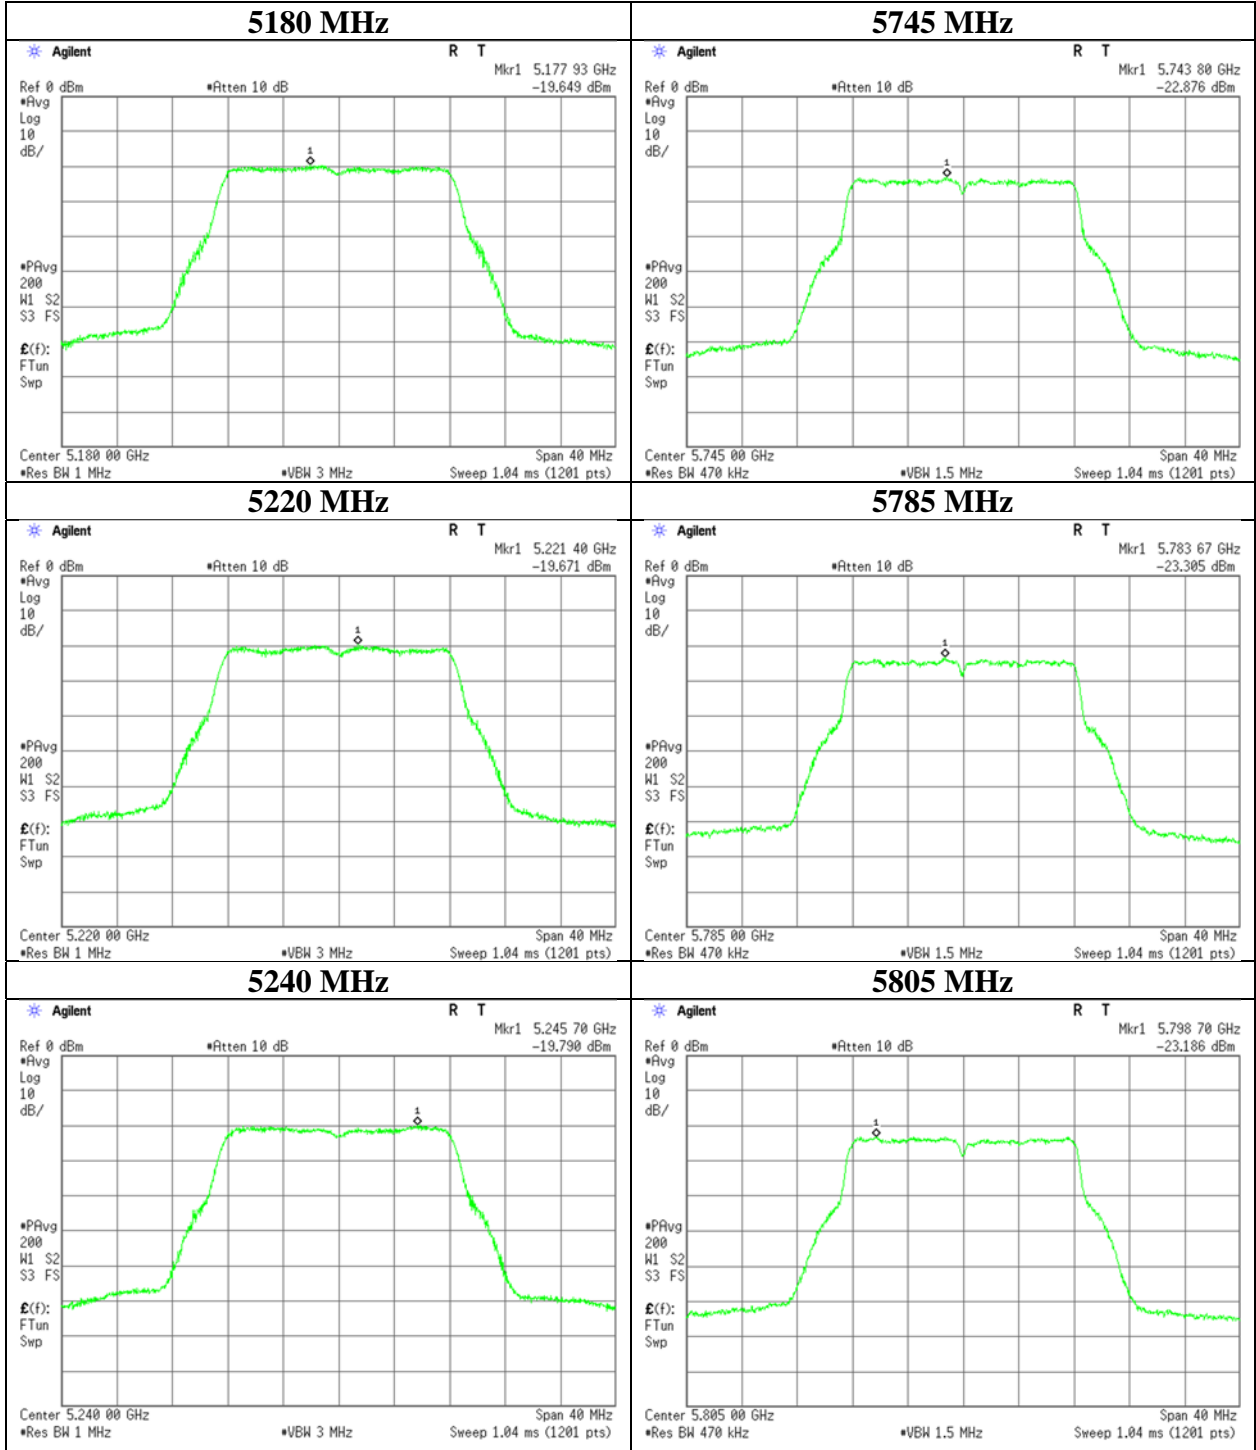 5180 MHz
Agilent R T
Mkr1 5.177 93 GHz
Ref 0 dBm *Atten 10 dB -19.649 dBm
*Avg
Log
10
dB/
1
*PAvg
200
W1 S2
S3 FS
£(f):
FTun
Swp
Center 5.180 00 GHz Span 40 MHz
*Res BW 1 MHz *VBW 3 MHz Sweep 1.04 ms (1201 pts)
5745 MHz
Agilent R T
Mkr1 5.743 80 GHz
Ref 0 dBm *Atten 10 dB -22.876 dBm
*Avg
Log
10
dB/
1
*PAvg
200
W1 S2
S3 FS
£(f):
FTun
Swp
Center 5.745 00 GHz Span 40 MHz
*Res BW 470 kHz *VBW 1.5 MHz Sweep 1.04 ms (1201 pts)
5220 MHz
Agilent R T
Mkr1 5.221 40 GHz
Ref 0 dBm *Atten 10 dB -19.671 dBm
*Avg
Log
10
dB/
1
*PAvg
200
W1 S2
S3 FS
£(f):
FTun
Swp
Center 5.220 00 GHz Span 40 MHz
*Res BW 1 MHz *VBW 3 MHz Sweep 1.04 ms (1201 pts)
5785 MHz
Agilent R T
Mkr1 5.783 67 GHz
Ref 0 dBm *Atten 10 dB -23.305 dBm
*Avg
Log
10
dB/
1
*PAvg
200
W1 S2
S3 FS
£(f):
FTun
Swp
Center 5.785 00 GHz Span 40 MHz
*Res BW 470 kHz *VBW 1.5 MHz Sweep 1.04 ms (1201 pts)
5240 MHz
Agilent R T
Mkr1 5.245 70 GHz
Ref 0 dBm *Atten 10 dB -19.790 dBm
*Avg
Log
10
dB/
1
*PAvg
200
W1 S2
S3 FS
£(f):
FTun
Swp
Center 5.240 00 GHz Span 40 MHz
*Res BW 1 MHz *VBW 3 MHz Sweep 1.04 ms (1201 pts)
5805 MHz
Agilent R T
Mkr1 5.798 70 GHz
Ref 0 dBm *Atten 10 dB -23.186 dBm
*Avg
Log
10
dB/
1
*PAvg
200
W1 S2
S3 FS
£(f):
FTun
Swp
Center 5.805 00 GHz Span 40 MHz
*Res BW 470 kHz *VBW 1.5 MHz Sweep 1.04 ms (1201 pts)